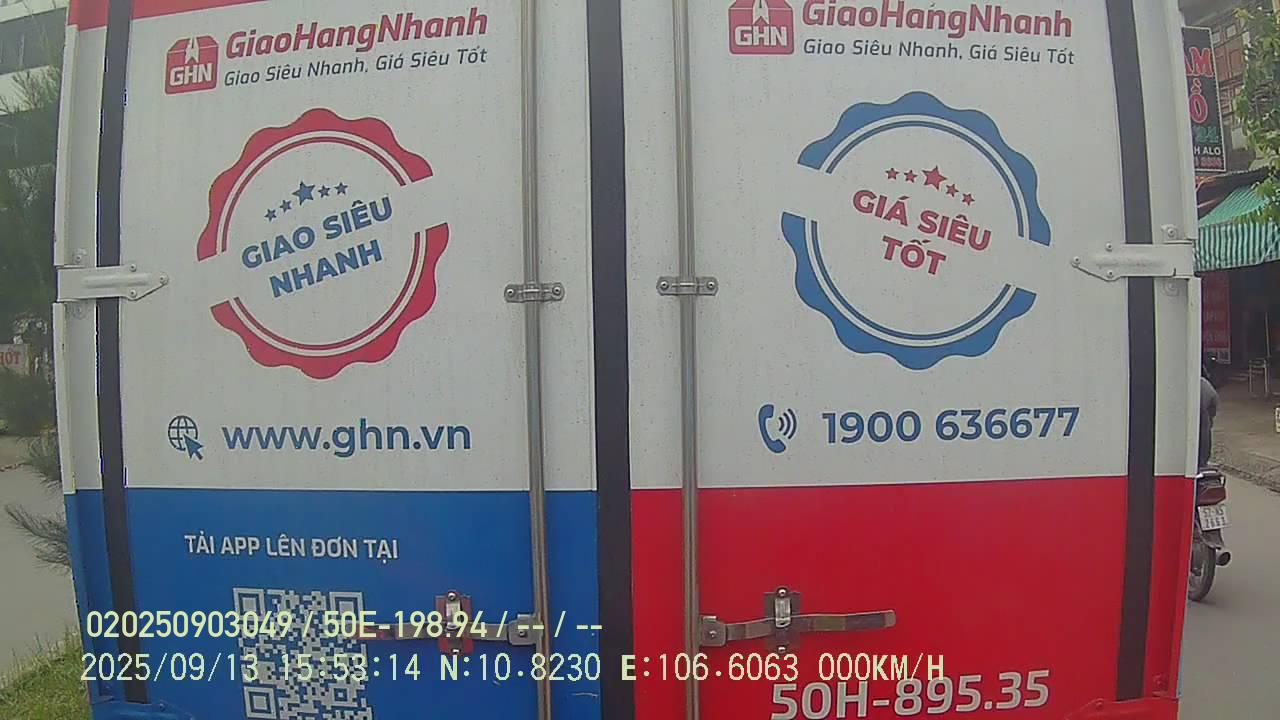 GHN
GiaoHangNhanh
Giao Siêu Nhanh, Giá Siêu Tốt
GHN
GiaoHangNhanh
Giao Siêu Nhanh, Giá Siêu Tốt
GIAO SIÊU
NHANH
GIÁ SIÊU
TỐT
www.ghn.vn
1900 636677
TẢI APP LÊN ĐƠN TẠI
50H-895.35
020250903049 / 50E-198.94 / -- / --
2025/09/13 15:53:14 N:10.8230 E:106.6063 000KM/H